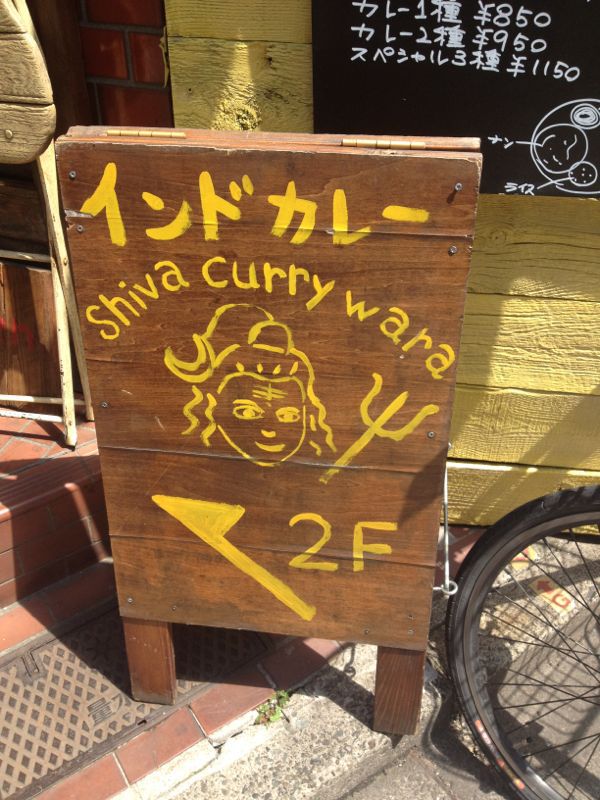 カレー1種 ¥850
カレー2種 ¥950
スペシャル3種 ¥1150
ナン
ライス
インドカレー
Shiva Curry wara
2F